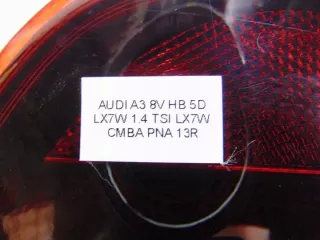 AUDI A3 8V HB 5D
LX7W 1.4 TSI LX7W
CMBA PNA 13R